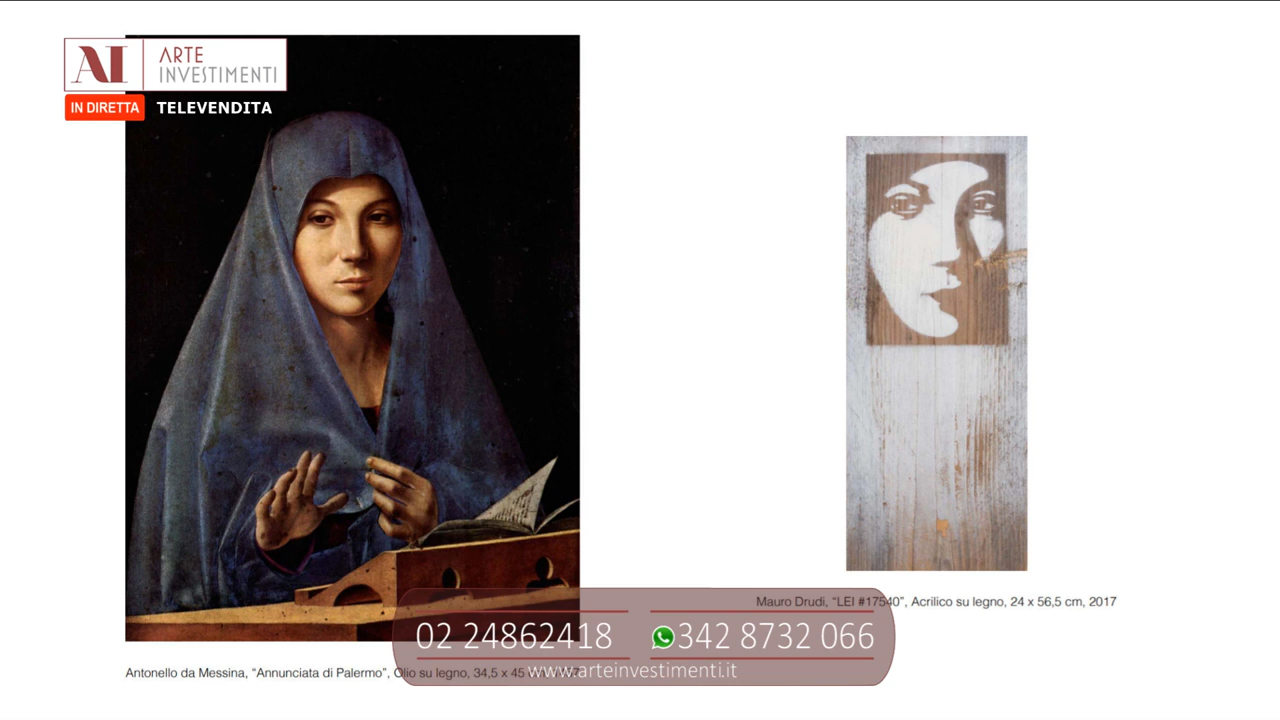 AI ARTE
INVESTIMENTI
IN DIRETTA TELEVENDITA
Mauro Drudi, “LEI #17540”, Acrilico su legno, 24 x 56,5 cm, 2017
02 24862418 342 8732 066
www.arteinvestimenti.it
Antonello da Messina, “Annunciata di Palermo”, Olio su legno, 34,5 x 45